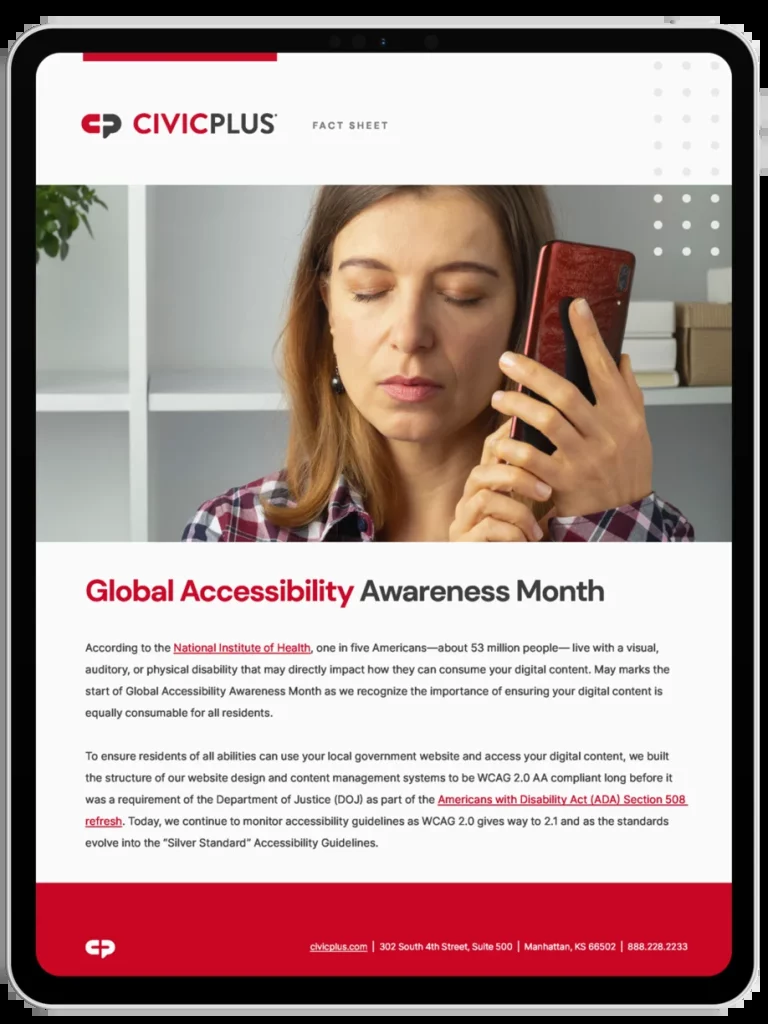 CIVICPLUS
FACT SHEET
Global Accessibility Awareness Month
According to the National Institute of Health, one in five Americans—about 53 million people— live with a visual,
auditory, or physical disability that may directly impact how they can consume your digital content. May marks the
start of Global Accessibility Awareness Month as we recognize the importance of ensuring your digital content is
equally consumable for all residents.
To ensure residents of all abilities can use your local government website and access your digital content, we built
the structure of our website design and content management systems to be WCAG 2.0 AA compliant long before it
was a requirement of the Department of Justice (DOJ) as part of the Americans with Disability Act (ADA) Section 508
refresh. Today, we continue to monitor accessibility guidelines as WCAG 2.0 gives way to 2.1 and as the standards
evolve into the “Silver Standard” Accessibility Guidelines.
civicplus.com | 302 South 4th Street, Suite 500 | Manhattan, KS 66502 | 888.228.2233